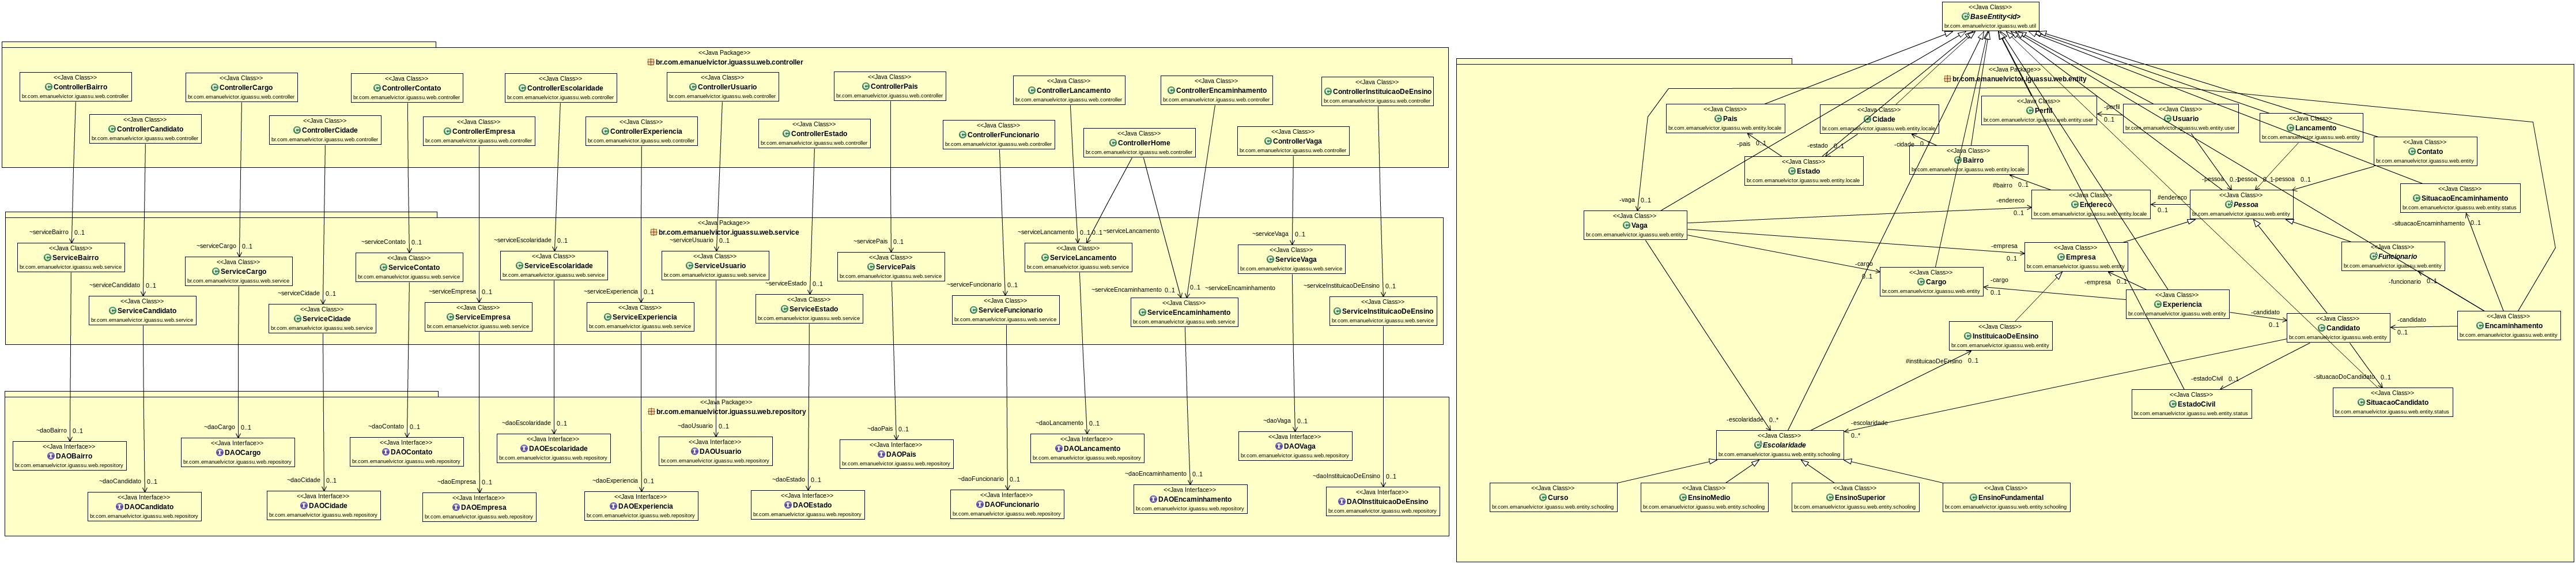 <<Java Class>>
BaseEntity<id>
br.com.emanuelvictor.iguassu.web.util
<<Java Package>>
br.com.emanuelvictor.iguassu.web.controller
<<Java Class>>
ControllerBairro
br.com.emanuelvictor.iguassu.web.controller
<<Java Class>>
ControllerCargo
br.com.emanuelvictor.iguassu.web.controller
<<Java Class>>
ControllerContato
br.com.emanuelvictor.iguassu.web.controller
<<Java Class>>
ControllerEscolaridade
br.com.emanuelvictor.iguassu.web.controller
<<Java Class>>
ControllerUsuario
br.com.emanuelvictor.iguassu.web.controller
<<Java Class>>
ControllerPais
br.com.emanuelvictor.iguassu.web.controller
<<Java Class>>
ControllerLancamento
br.com.emanuelvictor.iguassu.web.controller
<<Java Class>>
ControllerEncaminhamento
br.com.emanuelvictor.iguassu.web.controller
<<Java Class>>
ControllerInstituicaoDeEnsino
br.com.emanuelvictor.iguassu.web.controller
<<Java Class>>
ControllerCandidato
br.com.emanuelvictor.iguassu.web.controller
<<Java Class>>
ControllerCidade
br.com.emanuelvictor.iguassu.web.controller
<<Java Class>>
ControllerEmpresa
br.com.emanuelvictor.iguassu.web.controller
<<Java Class>>
ControllerExperiencia
br.com.emanuelvictor.iguassu.web.controller
<<Java Class>>
ControllerEstado
br.com.emanuelvictor.iguassu.web.controller
<<Java Class>>
ControllerFuncionario
br.com.emanuelvictor.iguassu.web.controller
<<Java Class>>
ControllerHome
br.com.emanuelvictor.iguassu.web.controller
<<Java Class>>
ControllerVaga
br.com.emanuelvictor.iguassu.web.controller
<<Java Package>>
br.com.emanuelvictor.iguassu.web.service
~serviceBairro 0..1
<<Java Class>>
ServiceBairro
br.com.emanuelvictor.iguassu.web.service
~serviceCargo 0..1
<<Java Class>>
ServiceCargo
br.com.emanuelvictor.iguassu.web.service
~serviceContato 0..1
<<Java Class>>
ServiceContato
br.com.emanuelvictor.iguassu.web.service
~serviceEscolaridade 0..1
<<Java Class>>
ServiceEscolaridade
br.com.emanuelvictor.iguassu.web.service
~serviceUsuario 0..1
<<Java Class>>
ServiceUsuario
br.com.emanuelvictor.iguassu.web.service
~servicePais 0..1
<<Java Class>>
ServicePais
br.com.emanuelvictor.iguassu.web.service
~serviceLancamento 0..1 0..1 ~serviceLancamento
<<Java Class>>
ServiceLancamento
br.com.emanuelvictor.iguassu.web.service
~serviceVaga 0..1
<<Java Class>>
ServiceVaga
br.com.emanuelvictor.iguassu.web.service
~serviceCandidato 0..1
<<Java Class>>
ServiceCandidato
br.com.emanuelvictor.iguassu.web.service
~serviceCidade 0..1
<<Java Class>>
ServiceCidade
br.com.emanuelvictor.iguassu.web.service
~serviceEmpresa 0..1
<<Java Class>>
ServiceEmpresa
br.com.emanuelvictor.iguassu.web.service
~serviceExperiencia 0..1
<<Java Class>>
ServiceExperiencia
br.com.emanuelvictor.iguassu.web.service
~serviceEstado 0..1
<<Java Class>>
ServiceEstado
br.com.emanuelvictor.iguassu.web.service
~serviceFuncionario 0..1
<<Java Class>>
ServiceFuncionario
br.com.emanuelvictor.iguassu.web.service
~serviceEncaminhamento 0..1 0..1 ~serviceEncaminhamento
<<Java Class>>
ServiceEncaminhamento
br.com.emanuelvictor.iguassu.web.service
~serviceInstituicaoDeEnsino 0..1
<<Java Class>>
ServiceInstituicaoDeEnsino
br.com.emanuelvictor.iguassu.web.service
<<Java Package>>
br.com.emanuelvictor.iguassu.web.repository
~daoBairro 0..1
<<Java Interface>>
DAOBairro
br.com.emanuelvictor.iguassu.web.repository
~daoCargo 0..1
<<Java Interface>>
DAOCargo
br.com.emanuelvictor.iguassu.web.repository
~daoContato 0..1
<<Java Interface>>
DAOContato
br.com.emanuelvictor.iguassu.web.repository
~daoEscolaridade 0..1
<<Java Interface>>
DAOEscolaridade
br.com.emanuelvictor.iguassu.web.repository
~daoUsuario 0..1
<<Java Interface>>
DAOUsuario
br.com.emanuelvictor.iguassu.web.repository
~daoPais 0..1
<<Java Interface>>
DAOPais
br.com.emanuelvictor.iguassu.web.repository
~daoLancamento 0..1
<<Java Interface>>
DAOLancamento
br.com.emanuelvictor.iguassu.web.repository
~daoVaga 0..1
<<Java Interface>>
DAOVaga
br.com.emanuelvictor.iguassu.web.repository
~daoCandidato 0..1
<<Java Interface>>
DAOCandidato
br.com.emanuelvictor.iguassu.web.repository
~daoCidade 0..1
<<Java Interface>>
DAOCidade
br.com.emanuelvictor.iguassu.web.repository
~daoEmpresa 0..1
<<Java Interface>>
DAOEmpresa
br.com.emanuelvictor.iguassu.web.repository
~daoExperiencia 0..1
<<Java Interface>>
DAOExperiencia
br.com.emanuelvictor.iguassu.web.repository
~daoEstado 0..1
<<Java Interface>>
DAOEstado
br.com.emanuelvictor.iguassu.web.repository
~daoFuncionario 0..1
<<Java Interface>>
DAOFuncionario
br.com.emanuelvictor.iguassu.web.repository
~daoEncaminhamento 0..1
<<Java Interface>>
DAOEncaminhamento
br.com.emanuelvictor.iguassu.web.repository
~daoInstituicaoDeEnsino 0..1
<<Java Interface>>
DAOInstituicaoDeEnsino
br.com.emanuelvictor.iguassu.web.repository
<<Java Package>>
br.com.emanuelvictor.iguassu.web.entity
<<Java Class>>
Pais
br.com.emanuelvictor.iguassu.web.entity.locale
<<Java Class>>
Cidade
br.com.emanuelvictor.iguassu.web.entity.locale
<<Java Class>>
Perfil
br.com.emanuelvictor.iguassu.web.entity.user
-perfil
0..1
<<Java Class>>
Usuario
br.com.emanuelvictor.iguassu.web.entity.user
<<Java Class>>
Lancamento
br.com.emanuelvictor.iguassu.web.entity
<<Java Class>>
Contato
br.com.emanuelvictor.iguassu.web.entity
-pais 0..1
-estado 0..1
-cidade 0..1
<<Java Class>>
Estado
br.com.emanuelvictor.iguassu.web.entity.locale
<<Java Class>>
Bairro
br.com.emanuelvictor.iguassu.web.entity.locale
#bairro 0..1
-pessoa 0..1
-pessoa 0..1
-pessoa 0..1
<<Java Class>>
Endereco
br.com.emanuelvictor.iguassu.web.entity.locale
#endereco
0..1
<<Java Class>>
Pessoa
br.com.emanuelvictor.iguassu.web.entity
<<Java Class>>
SituacaoEncaminhamento
br.com.emanuelvictor.iguassu.web.entity.status
-situacaoEncaminhamento 0..1
-vaga 0..1
<<Java Class>>
Vaga
br.com.emanuelvictor.iguassu.web.entity
-endereco
0..1
-empresa
0..1
<<Java Class>>
Empresa
br.com.emanuelvictor.iguassu.web.entity
<<Java Class>>
Funcionario
br.com.emanuelvictor.iguassu.web.entity
-cargo
0..1
<<Java Class>>
Cargo
br.com.emanuelvictor.iguassu.web.entity
-cargo
0..1
-empresa 0..1
-funcionario 0..1
<<Java Class>>
Experiencia
br.com.emanuelvictor.iguassu.web.entity
-candidato
0..1
<<Java Class>>
Candidato
br.com.emanuelvictor.iguassu.web.entity
-candidato
0..1
<<Java Class>>
Encaminhamento
br.com.emanuelvictor.iguassu.web.entity
<<Java Class>>
InstituicaoDeEnsino
br.com.emanuelvictor.iguassu.web.entity
#instituicaoDeEnsino 0..1
-estadoCivil 0..1
-situacaoDoCandidato 0..1
<<Java Class>>
EstadoCivil
br.com.emanuelvictor.iguassu.web.entity.status
<<Java Class>>
SituacaoCandidato
br.com.emanuelvictor.iguassu.web.entity.status
-escolaridade 0..*
-escolaridade
0..*
<<Java Class>>
Escolaridade
br.com.emanuelvictor.iguassu.web.entity.schooling
<<Java Class>>
Curso
br.com.emanuelvictor.iguassu.web.entity.schooling
<<Java Class>>
EnsinoMedio
br.com.emanuelvictor.iguassu.web.entity.schooling
<<Java Class>>
EnsinoSuperior
br.com.emanuelvictor.iguassu.web.entity.schooling
<<Java Class>>
EnsinoFundamental
br.com.emanuelvictor.iguassu.web.entity.schooling